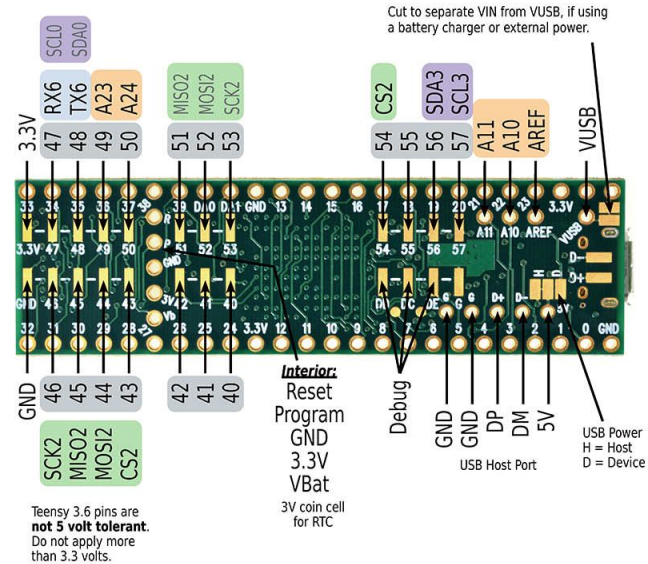 Cut to separate VIN from VUSB, if using
a battery charger or external power.
SCL0 SDA0
RX6 TX6 A23 A24
MISO2 MOSI2 SCK2
CS2
SDA3 SCL3
A11 A10 AREF
VUSB
3.3V 47 48 49 50 51 52 53 54 55 56 57
33 34 35 36 37 38 39 DA0 DA1 GND 13 14 15 16 17 18 19 20 21 22 23 3.3V
R
3.3V 47 48 49 50 P 51 52 53 54 55 56 57 A11 A10 AREF VUSB
GND
D-
H D D+
GND 46 45 44 43 3V 42 41 40 DD DC DE G G D+ D- 5V
Vb
32 31 30 29 28 27 26 25 24 3.3V 12 11 10 9 8 7 6 5 4 3 2 1 0 GND
GND 46 45 44 43 42 41 40
SCK2 MISO2 MOSI2 CS2
Interior:
Reset
Program
GND
3.3V
VBat
3V coin cell
for RTC
Debug
GND GND DP DM 5V
USB Host Port
USB Power
H = Host
D = Device
Teensy 3.6 pins are
not 5 volt tolerant.
Do not apply more
than 3.3 volts.